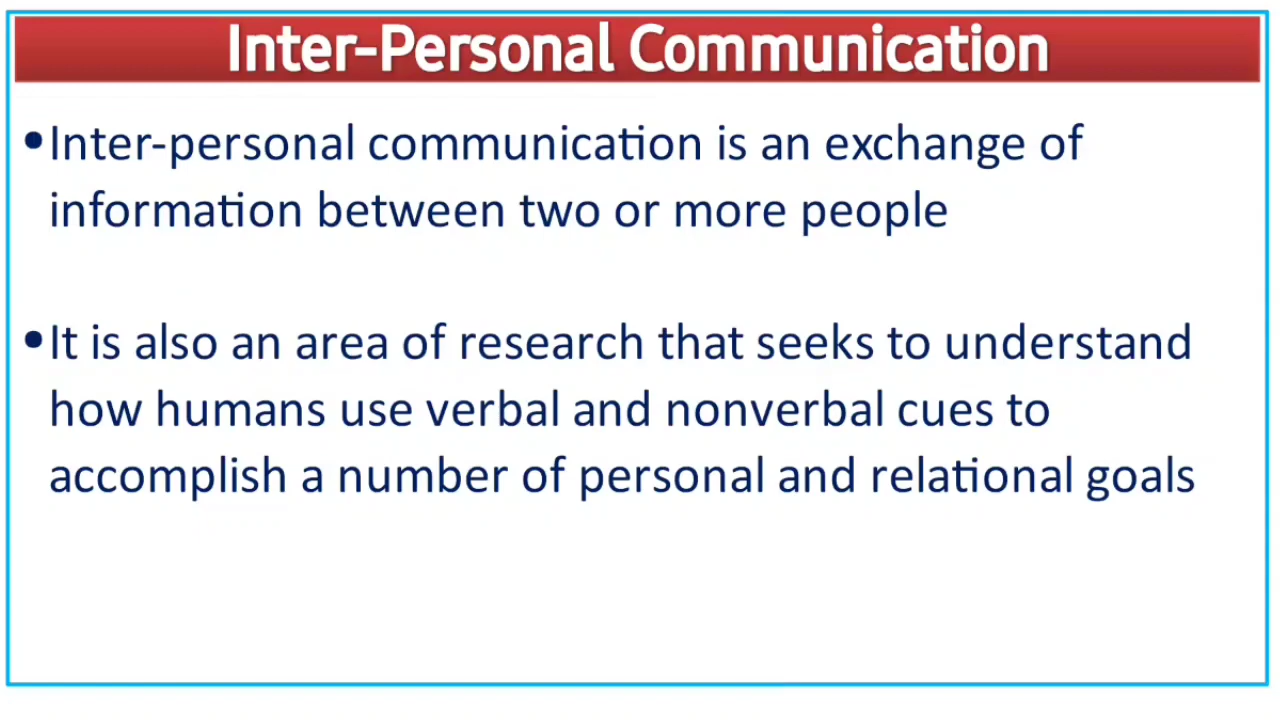 Inter-Personal Communication
•Inter-personal communication is an exchange of
information between two or more people
•It is also an area of research that seeks to understand
how humans use verbal and nonverbal cues to
accomplish a number of personal and relational goals